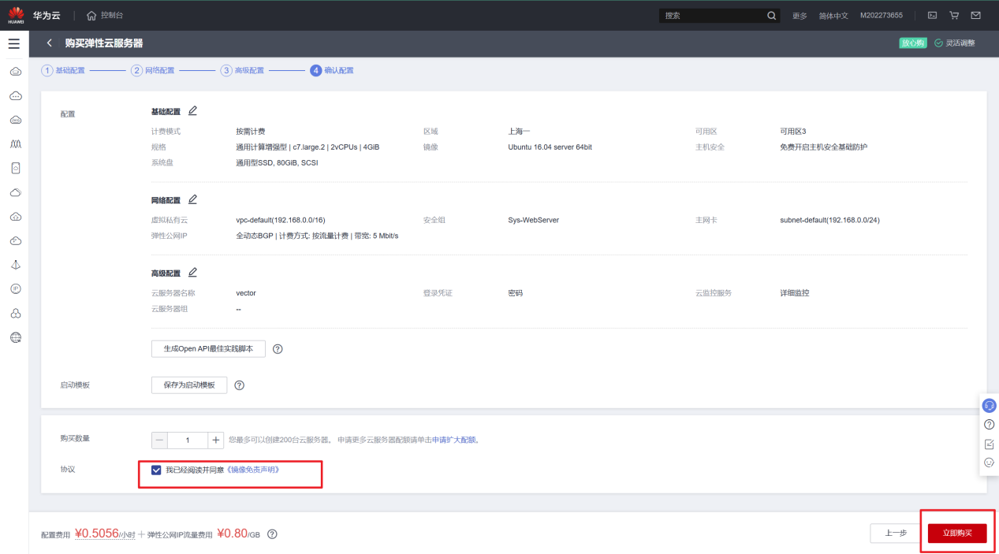 HUAWEI 华为云 控制台 搜索 更多 简体中文 M202273655
购买弹性云服务器 放心购 灵活调整
1 基础配置 2 网络配置 3 高级配置 4 确认配置
配置 基础配置
计费模式 按需计费 区域 上海一 可用区 可用区3
规格 通用计算增强型 | c7.large.2 | 2vCPUs | 4GiB 镜像 Ubuntu 16.04 server 64bit 主机安全 免费开启主机安全基础防护
系统盘 通用型SSD, 80GiB, SCSI
网络配置
虚拟私有云 vpc-default(192.168.0.0/16) 安全组 Sys-WebServer 主网卡 subnet-default(192.168.0.0/24)
弹性公网IP 全动态BGP | 计费方式: 按流量计费 | 带宽: 5 Mbit/s
高级配置
云服务器名称 vector 登录凭证 密码 云监控服务 详细监控
云服务器组 --
生成Open API最佳实践脚本 ?
启动模板 保存为启动模板 ?
购买数量 — 1 + 您最多可以创建200台云服务器。 申请更多云服务器配额请单击申请扩大配额。
协议 我已经阅读并同意《镜像免责声明》
配置费用 ¥0.5056/小时 + 弹性公网IP流量费用 ¥0.80/GB ? 上一步 立即购买